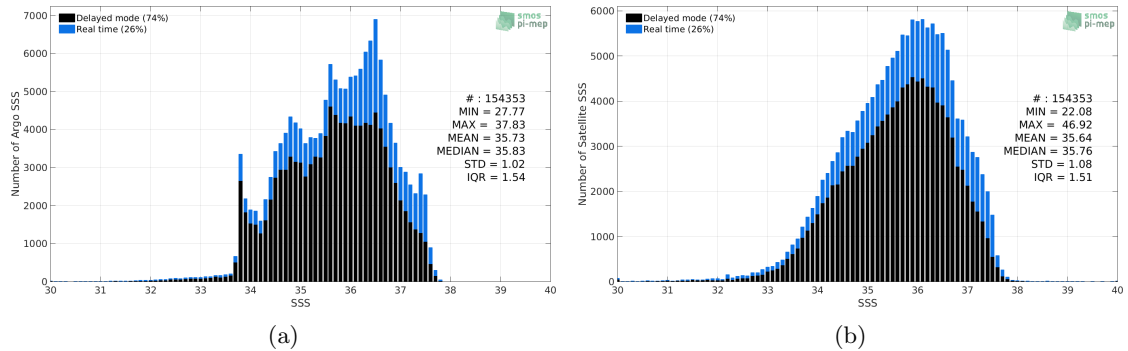 Delayed mode (74%)
Real time (26%)
smos
pi-mep
7000
6000
5000
4000
3000
2000
1000
0
Number of Argo SSS
# : 154353
MIN = 27.77
MAX = 37.83
MEAN = 35.73
MEDIAN = 35.83
STD = 1.02
IQR = 1.54
30 31 32 33 34 35 36 37 38 39 40
SSS
(a)
Delayed mode (74%)
Real time (26%)
smos
pi-mep
6000
5000
4000
3000
2000
1000
0
Number of Satellite SSS
# : 154353
MIN = 22.08
MAX = 46.92
MEAN = 35.64
MEDIAN = 35.76
STD = 1.08
IQR = 1.51
30 31 32 33 34 35 36 37 38 39 40
SSS
(b)